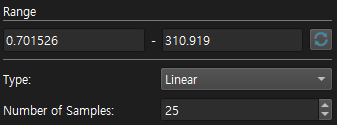 Range
0.701526 - 310.919
Type: Linear
Number of Samples: 25